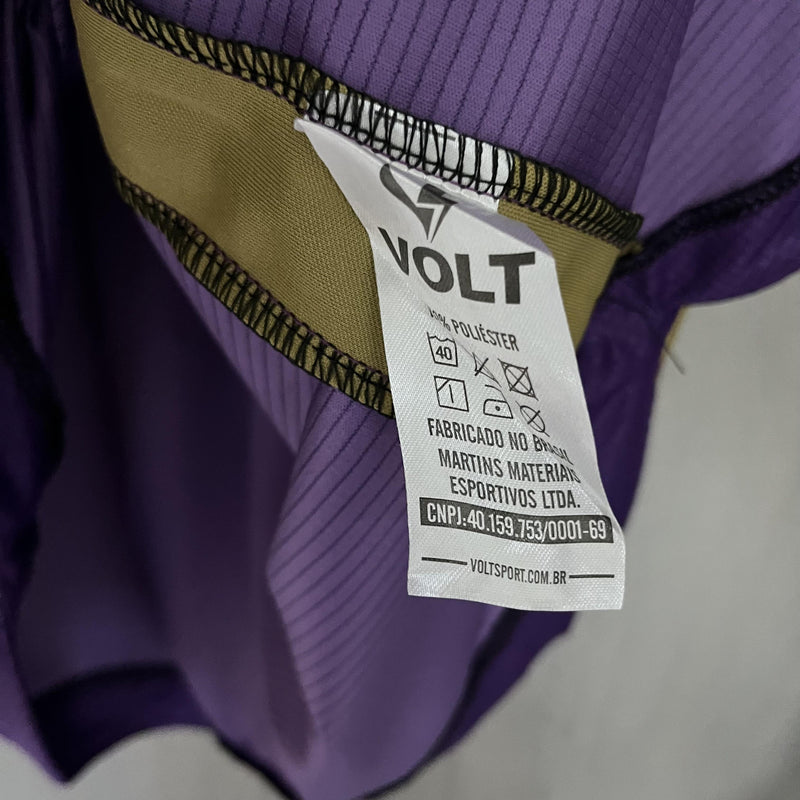 VOLT
100% POLIÉSTER
40
FABRICADO NO BRASIL
MARTINS MATERIAIS
ESPORTIVOS LTDA.
CNPJ:40.159.753/0001-69
VOLTSPORT.COM.BR